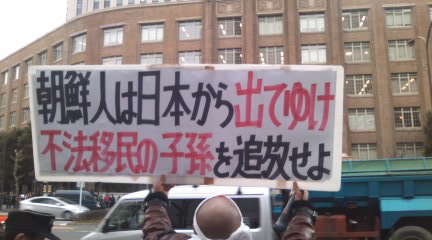 朝鮮人は日本から出てゆけ
不法移民の子孫を追放せよ